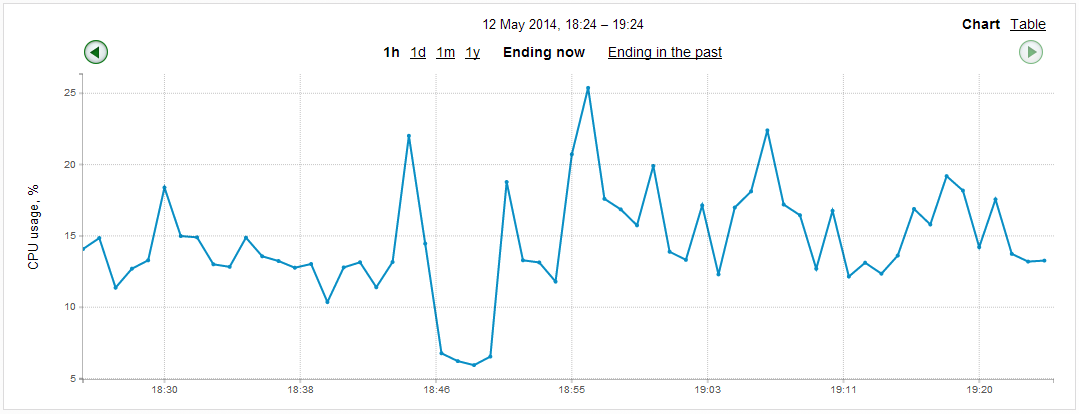 12 May 2014, 18:24 – 19:24
Chart Table
1h 1d 1m 1y Ending now Ending in the past
CPU usage, %
25
20
15
10
5
18:30 18:38 18:46 18:55 19:03 19:11 19:20